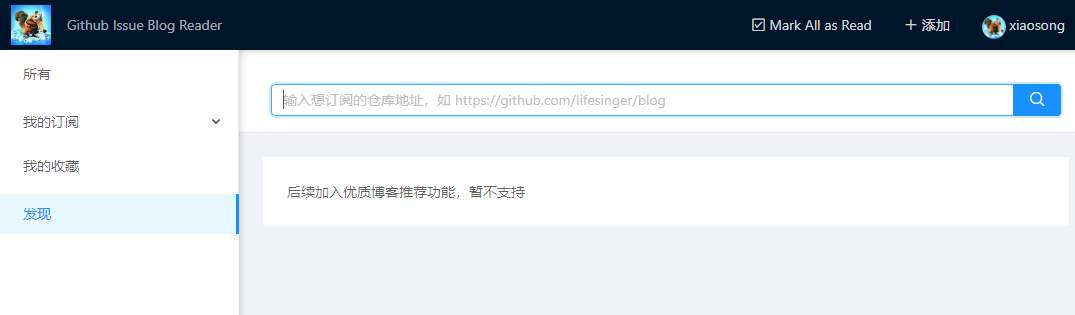 Github Issue Blog Reader
Mark All as Read
添加
xiaosong
所有
我的订阅
我的收藏
发现
输入想订阅的仓库地址，如 https://github.com/lifesinger/blog
后续加入优质博客推荐功能，暂不支持